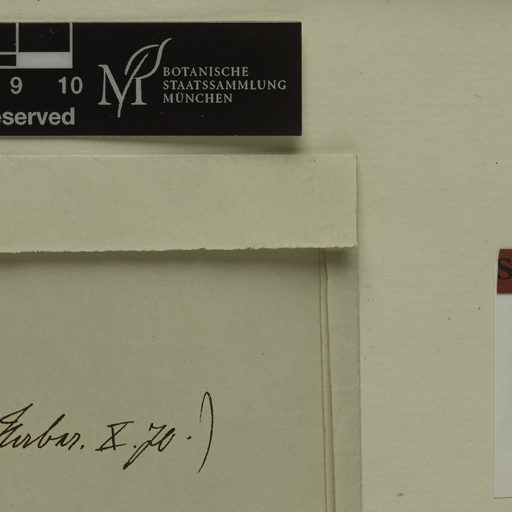 9 10
BOTANISCHE
STAATSSAMMLUNG
MÜNCHEN
eserved
S
Herbar. X. 70.)